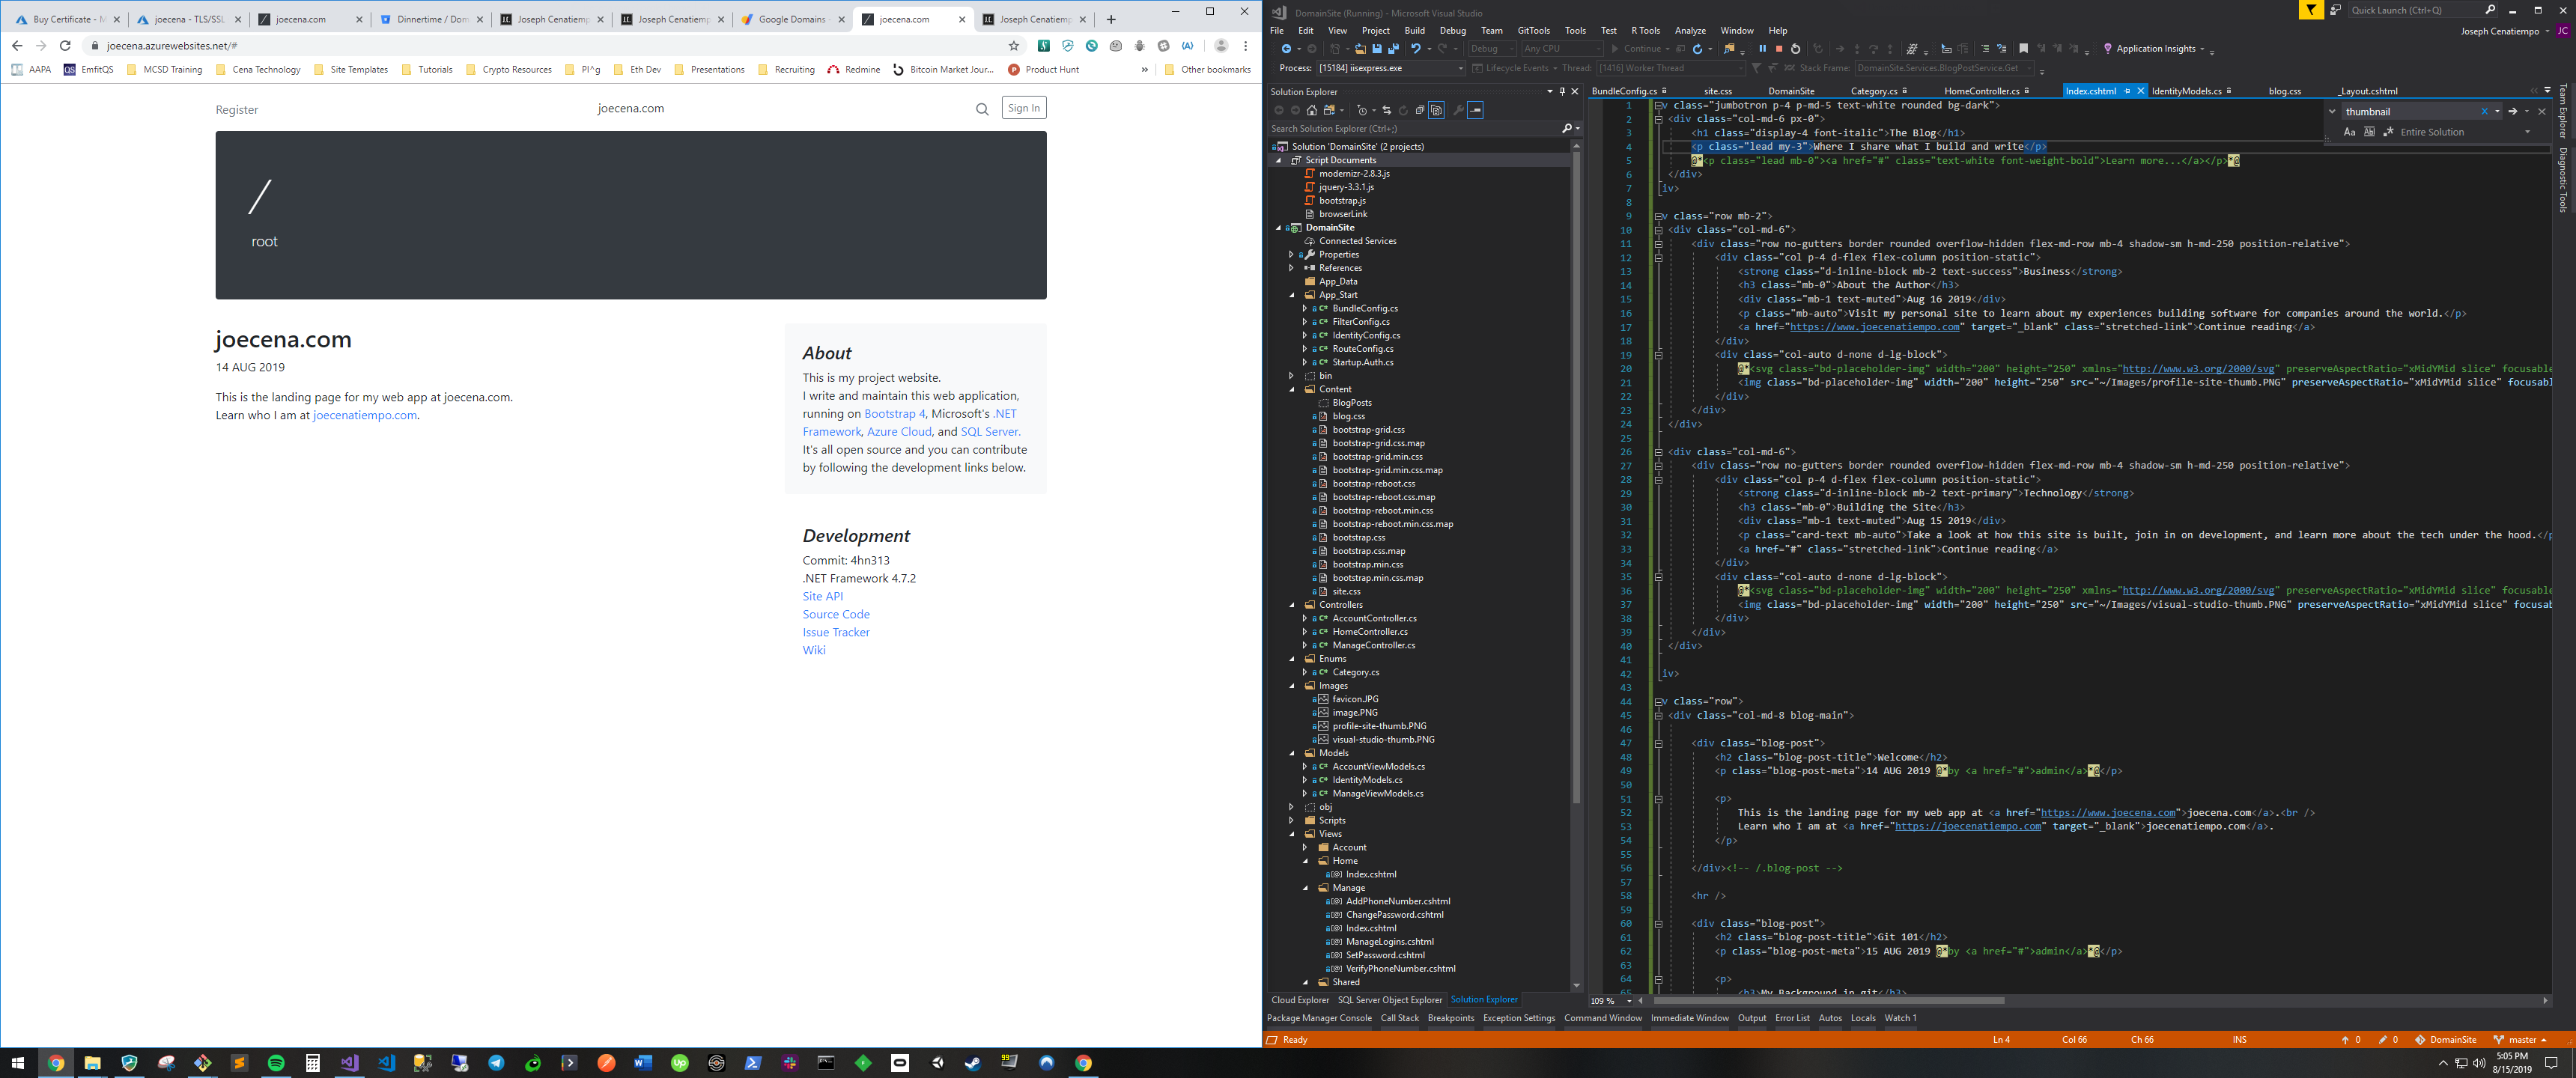 Buy Certificate - M
joecena - TLS/SSL
joecena.com
Dinnertime / Dom
Joseph Cenatiemp
Joseph Cenatiemp
Google Domains -
joecena.com
Joseph Cenatiemp
joecena.azurewebsites.net/#
AAPA
EmfitQS
MCSD Training
Cena Technology
Site Templates
Tutorials
Crypto Resources
PI^g
Eth Dev
Presentations
Recruiting
Redmine
Bitcoin Market Jour...
Product Hunt
»
Other bookmarks
Register
joecena.com
Sign In
/
root
joecena.com
14 AUG 2019
This is the landing page for my web app at joecena.com.
Learn who I am at joecenatiempo.com.
About
This is my project website.
I write and maintain this web application,
running on Bootstrap 4, Microsoft's .NET
Framework, Azure Cloud, and SQL Server.
It's all open source and you can contribute
by following the development links below.
Development
Commit: 4hn313
.NET Framework 4.7.2
Site API
Source Code
Issue Tracker
Wiki
DomainSite (Running) - Microsoft Visual Studio
Quick Launch (Ctrl+Q)
File Edit View Project Build Debug Team GitTools Tools Test R Tools Analyze Window Help
Joseph Cenatiempo JC
Debug Any CPU Continue Application Insights
Process: [15184] iisexpress.exe Lifecycle Events Thread: [1416] Worker Thread Stack Frame: DomainSite.Services.BlogPostService.Get
Solution Explorer
Search Solution Explorer (Ctrl+;)
Solution 'DomainSite' (2 projects)
Script Documents
modernizr-2.8.3.js
jquery-3.3.1.js
bootstrap.js
browserLink
DomainSite
Connected Services
Properties
References
App_Data
App_Start
BundleConfig.cs
FilterConfig.cs
IdentityConfig.cs
RouteConfig.cs
Startup.Auth.cs
bin
Content
BlogPosts
blog.css
bootstrap-grid.css
bootstrap-grid.css.map
bootstrap-grid.min.css
bootstrap-grid.min.css.map
bootstrap-reboot.css
bootstrap-reboot.css.map
bootstrap-reboot.min.css
bootstrap-reboot.min.css.map
bootstrap.css
bootstrap.css.map
bootstrap.min.css
bootstrap.min.css.map
site.css
Controllers
AccountController.cs
HomeController.cs
ManageController.cs
Enums
Category.cs
Images
favicon.JPG
image.PNG
profile-site-thumb.PNG
visual-studio-thumb.PNG
Models
AccountViewModels.cs
IdentityModels.cs
ManageViewModels.cs
obj
Scripts
Views
Account
Home
Index.cshtml
Manage
AddPhoneNumber.cshtml
ChangePassword.cshtml
Index.cshtml
ManageLogins.cshtml
SetPassword.cshtml
VerifyPhoneNumber.cshtml
Shared
Cloud Explorer SQL Server Object Explorer Solution Explorer
BundleConfig.cs site.css DomainSite Category.cs HomeController.cs Index.cshtml IdentityModels.cs blog.css _Layout.cshtml
thumbnail
Aa Entire Solution
Team Explorer
Diagnostic Tools
1 v class="jumbotron p-4 p-md-5 text-white rounded bg-dark">
2 <div class="col-md-6 px-0">
3 <h1 class="display-4 font-italic">The Blog</h1>
4 <p class="lead my-3">Where I share what I build and write</p>
5 @*<p class="lead mb-0"><a href="#" class="text-white font-weight-bold">Learn more...</a></p>*@
6 </div>
7 iv>
8
9 v class="row mb-2">
10 <div class="col-md-6">
11 <div class="row no-gutters border rounded overflow-hidden flex-md-row mb-4 shadow-sm h-md-250 position-relative">
12 <div class="col p-4 d-flex flex-column position-static">
13 <strong class="d-inline-block mb-2 text-success">Business</strong>
14 <h3 class="mb-0">About the Author</h3>
15 <div class="mb-1 text-muted">Aug 16 2019</div>
16 <p class="mb-auto">Visit my personal site to learn about my experiences building software for companies around the world.</p>
17 <a href="https://www.joecenatiempo.com" target="_blank" class="stretched-link">Continue reading</a>
18 </div>
19 <div class="col-auto d-none d-lg-block">
20 @*<svg class="bd-placeholder-img" width="200" height="250" xmlns="http://www.w3.org/2000/svg" preserveAspectRatio="xMidYMid slice" focusable
21 <img class="bd-placeholder-img" width="200" height="250" src="~/Images/profile-site-thumb.PNG" preserveAspectRatio="xMidYMid slice" focusabl
22 </div>
23 </div>
24 </div>
25
26 <div class="col-md-6">
27 <div class="row no-gutters border rounded overflow-hidden flex-md-row mb-4 shadow-sm h-md-250 position-relative">
28 <div class="col p-4 d-flex flex-column position-static">
29 <strong class="d-inline-block mb-2 text-primary">Technology</strong>
30 <h3 class="mb-0">Building the Site</h3>
31 <div class="mb-1 text-muted">Aug 15 2019</div>
32 <p class="card-text mb-auto">Take a look at how this site is built, join in on development, and learn more about the tech under the hood.</p
33 <a href="#" class="stretched-link">Continue reading</a>
34 </div>
35 <div class="col-auto d-none d-lg-block">
36 @*<svg class="bd-placeholder-img" width="200" height="250" xmlns="http://www.w3.org/2000/svg" preserveAspectRatio="xMidYMid slice" focusable
37 <img class="bd-placeholder-img" width="200" height="250" src="~/Images/visual-studio-thumb.PNG" preserveAspectRatio="xMidYMid slice" focusab
38 </div>
39 </div>
40 </div>
41
42 iv>
43
44 v class="row">
45 <div class="col-md-8 blog-main">
46
47 <div class="blog-post">
48 <h2 class="blog-post-title">Welcome</h2>
49 <p class="blog-post-meta">14 AUG 2019 @*by <a href="#">admin</a>*@</p>
50
51 <p>
52 This is the landing page for my web app at <a href="https://www.joecena.com">joecena.com</a>.<br />
53 Learn who I am at <a href="https://joecenatiempo.com" target="_blank">joecenatiempo.com</a>.
54 </p>
55
56 </div><!-- /.blog-post -->
57
58 <hr />
59
60 <div class="blog-post">
61 <h2 class="blog-post-title">Git 101</h2>
62 <p class="blog-post-meta">15 AUG 2019 @*by <a href="#">admin</a>*@</p>
63
64 <p>
65 <h3>My Background in git</h3>
109 %
Package Manager Console Call Stack Breakpoints Exception Settings Command Window Immediate Window Output Error List Autos Locals Watch 1
Ready Ln 4 Col 66 Ch 66 INS 0 0 DomainSite master
5:05 PM
8/15/2019